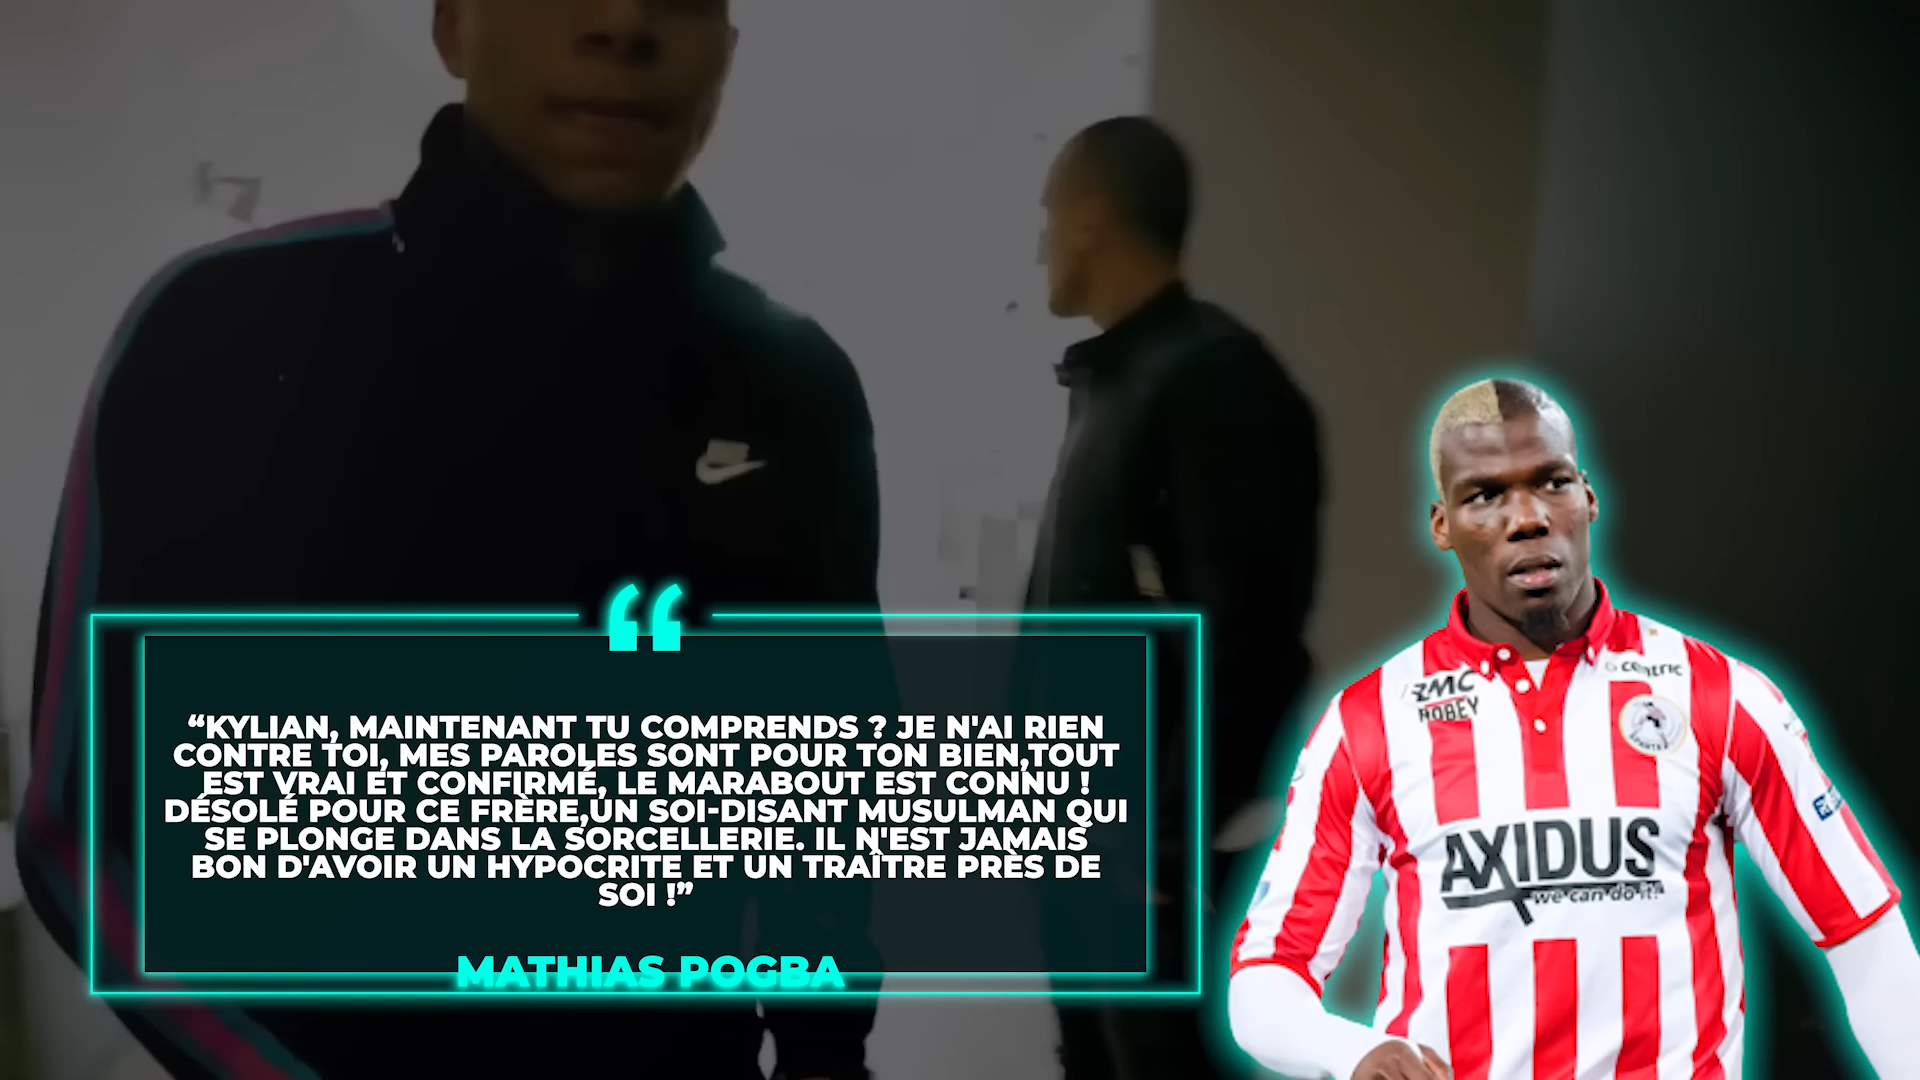 “KYLIAN, MAINTENANT TU COMPRENDS ? JE N'AI RIEN
CONTRE TOI, MES PAROLES SONT POUR TON BIEN,TOUT
EST VRAI ET CONFIRMÉ, LE MARABOUT EST CONNU !
DÉSOLÉ POUR CE FRÈRE,UN SOI-DISANT MUSULMAN QUI
SE PLONGE DANS LA SORCELLERIE. IL N'EST JAMAIS
BON D'AVOIR UN HYPOCRITE ET UN TRAÎTRE PRÈS DE
SOI !”
MATHIAS POGBA
centric
RMC
ROBEY
SPARTA
AXIDUS
we can do it!